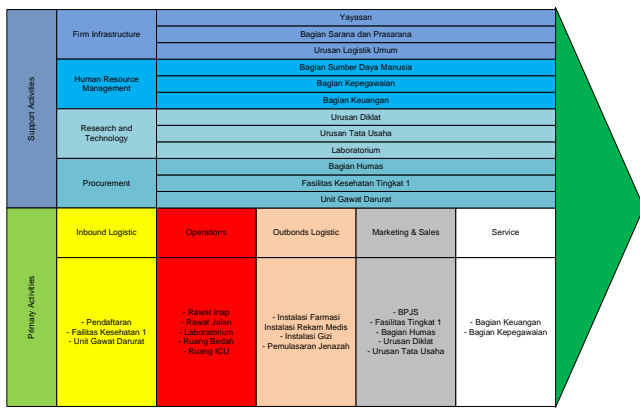 Support Activities
Firm Infrastructure
Yayasan
Bagian Sarana dan Prasarana
Urusan Logistik Umum
Human Resource
Management
Bagian Sumber Daya Manusia
Bagian Kepegawaian
Bagian Keuangan
Research and
Technology
Urusan Diklat
Urusan Tata Usaha
Laboratorium
Procurement
Bagian Humas
Fasilitas Kesehatan Tingkat 1
Unit Gawat Darurat
Primary Activities
Inbound Logistic
Operations
Outbonds Logistic
Marketing & Sales
Service
- Pendaftaran
- Failitas Kesehatan 1
- Unit Gawat Darurat
- Rawat Inap
- Rawat Jalan
- Laboratorium
- Ruang Bedah
- Ruang ICU
- Instalasi Farmasi
Instalasi Rekam Medis
- Instalasi Gizi
- Pemulasaran Jenazah
- BPJS
- Fasilitas Tingkat 1
- Bagian Humas
- Urusan Diklat
- Urusan Tata Usaha
- Bagian Keuangan
- Bagian Kepegawaian